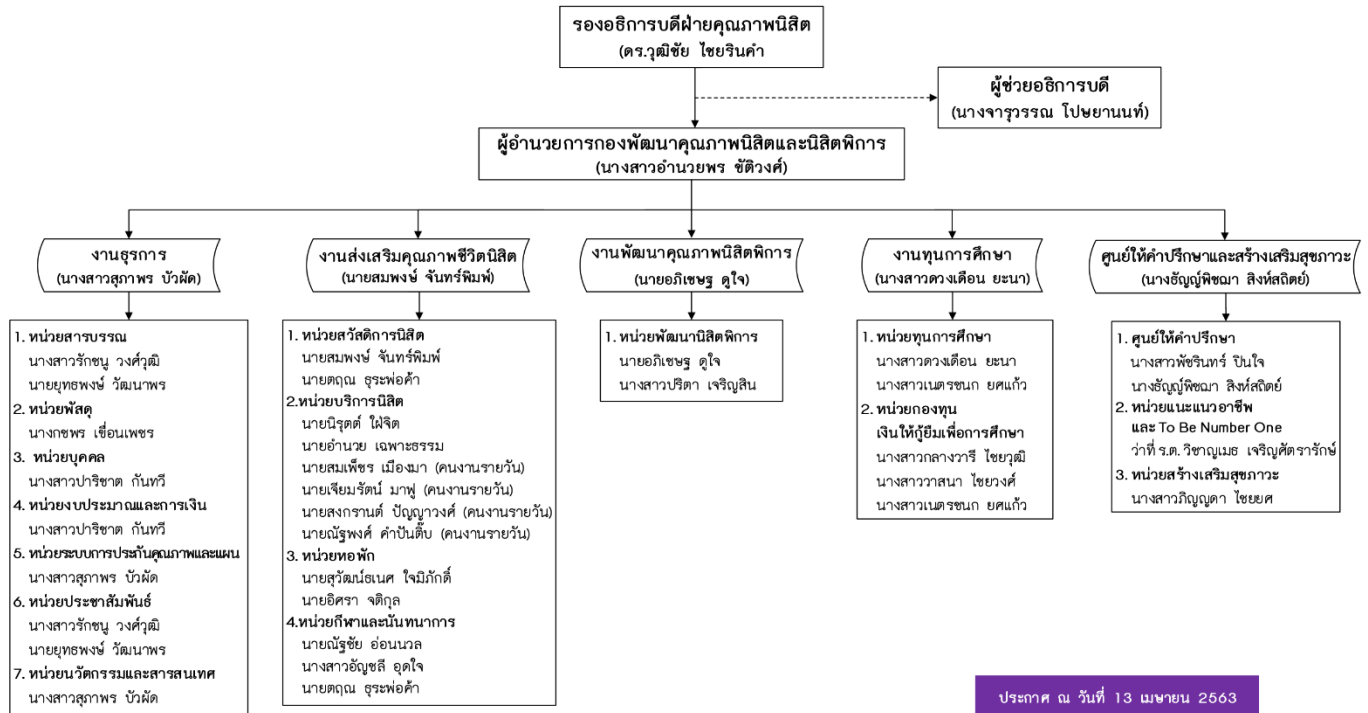 รองอธิการบดีฝ่ายคุณภาพนิสิต
(ดร.วุฒิชัย ไชยรินคำ)
ผู้ช่วยอธิการบดี
(นางจารุวรรณ โปษยานนท์)
ผู้อำนวยการกองพัฒนาคุณภาพนิสิตและนิสิตพิการ
(นางสาวอำนวยพร ขัติวงศ์)
งานธุรการ
(นางสาวสุภาพร บัวผัด)
1. หน่วยสารบรรณ
นางสาวรักชนู วงศ์วุฒิ
นายยุทธพงษ์ วัฒนาพร
2. หน่วยพัสดุ
นางกชพร เขื่อนเพชร
3. หน่วยบุคคล
นางสาวปาริชาต กันทวี
4. หน่วยงบประมาณและการเงิน
นางสาวปาริชาต กันทวี
5. หน่วยระบบการประกันคุณภาพและแผน
นางสาวสุภาพร บัวผัด
6. หน่วยประชาสัมพันธ์
นางสาวรักชนู วงศ์วุฒิ
นายยุทธพงษ์ วัฒนาพร
7. หน่วยนวัตกรรมและสารสนเทศ
นางสาวสุภาพร บัวผัด
งานส่งเสริมคุณภาพชีวิตนิสิต
(นายสมพงษ์ จันทร์พิมพ์)
1. หน่วยสวัสดิการนิสิต
นายสมพงษ์ จันทร์พิมพ์
นายตฤณ ธุระพ่อค้า
2.หน่วยบริการนิสิต
นายนิรุตต์ ใฝ่จิต
นายอำนวย เฉพาะธรรม
นายสมเพ็ชร เมืองมา (คนงานรายวัน)
นายเจียมรัตน์ มาฟู (คนงานรายวัน)
นายสงกรานต์ ปัญญาวงศ์ (คนงานรายวัน)
นายณัฐพงศ์ คำปันติ๊บ (คนงานรายวัน)
3. หน่วยหอพัก
นายสุวัฒน์ธเนศ ใจมิภักดิ์
นายอิศรา จติกุล
4.หน่วยกีฬาและนันทนาการ
นายณัฐชัย อ่อนนวล
นางสาวอัญชลี อุดใจ
นายตฤณ ธุระพ่อค้า
งานพัฒนาคุณภาพนิสิตพิการ
(นายอภิเชษฐ ดูใจ)
1. หน่วยพัฒนานิสิตพิการ
นายอภิเชษฐ ดูใจ
นางสาวปริตา เจริญสิน
งานทุนการศึกษา
(นางสาวดวงเดือน ยะนา)
1. หน่วยทุนการศึกษา
นางสาวดวงเดือน ยะนา
นางสาวเนตรชนก ยศแก้ว
2. หน่วยกองทุน
เงินให้กู้ยืมเพื่อการศึกษา
นางสาวกลางวารี ไชยวุฒิ
นางสาววาสนา ไชยวงศ์
นางสาวเนตรชนก ยศแก้ว
ศูนย์ให้คำปรึกษาและสร้างเสริมสุขภาวะ
(นางธัญญ์พิชฌา สิงห์สถิตย์)
1. ศูนย์ให้คำปรึกษา
นางสาวพัชรินทร์ ปินใจ
นางธัญญ์พิชฌา สิงห์สถิตย์
2. หน่วยแนะแนวอาชีพ
และ To Be Number One
ว่าที่ ร.ต. วิชาญเมธ เจริญศัตรารักษ์
3. หน่วยสร้างเสริมสุขภาวะ
นางสาวภิญญดา ไชยยศ
ประกาศ ณ วันที่ 13 เมษายน 2563